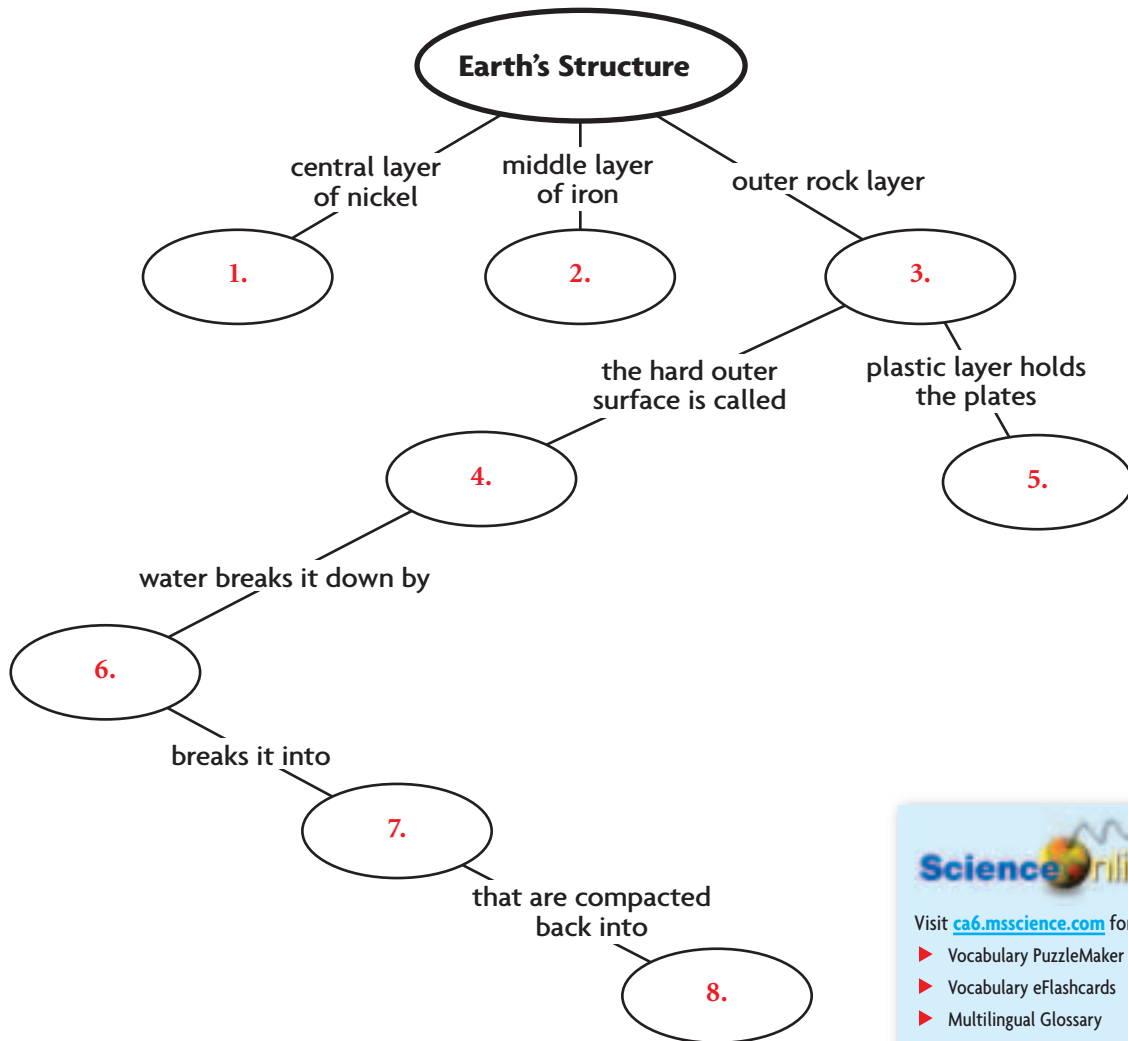 Earth's Structure
central layer
of nickel
middle layer
of iron
outer rock layer
1.
2.
3.
the hard outer
surface is called
plastic layer holds
the plates
4.
5.
water breaks it down by
6.
breaks it into
7.
that are compacted
back into
8.
Science
Visit ca6.msscience.com for
Vocabulary PuzzleMaker
Vocabulary eFlashcards
Multilingual Glossary